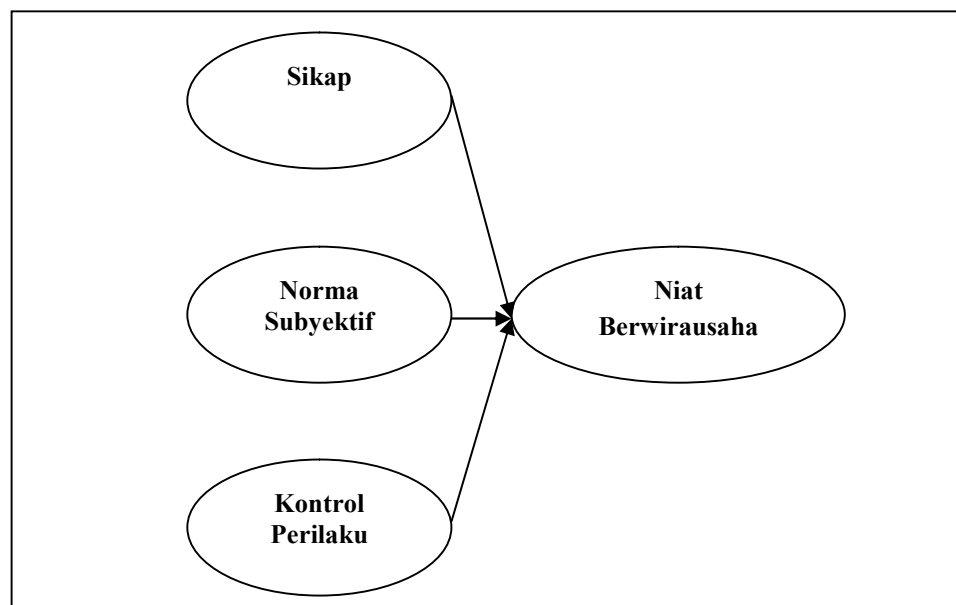 Sikap
Norma
Subyektif
Niat
Berwirausaha
Kontrol
Perilaku